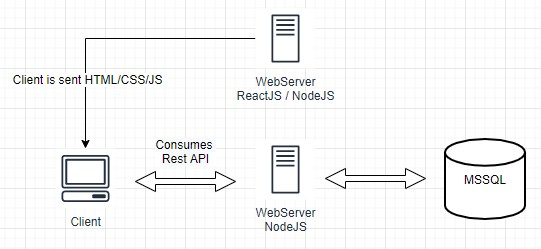 WebServer
ReactJS / NodeJS
Client is sent HTML/CSS/JS
Consumes
Rest API
MSSQL
Client
WebServer
NodeJS